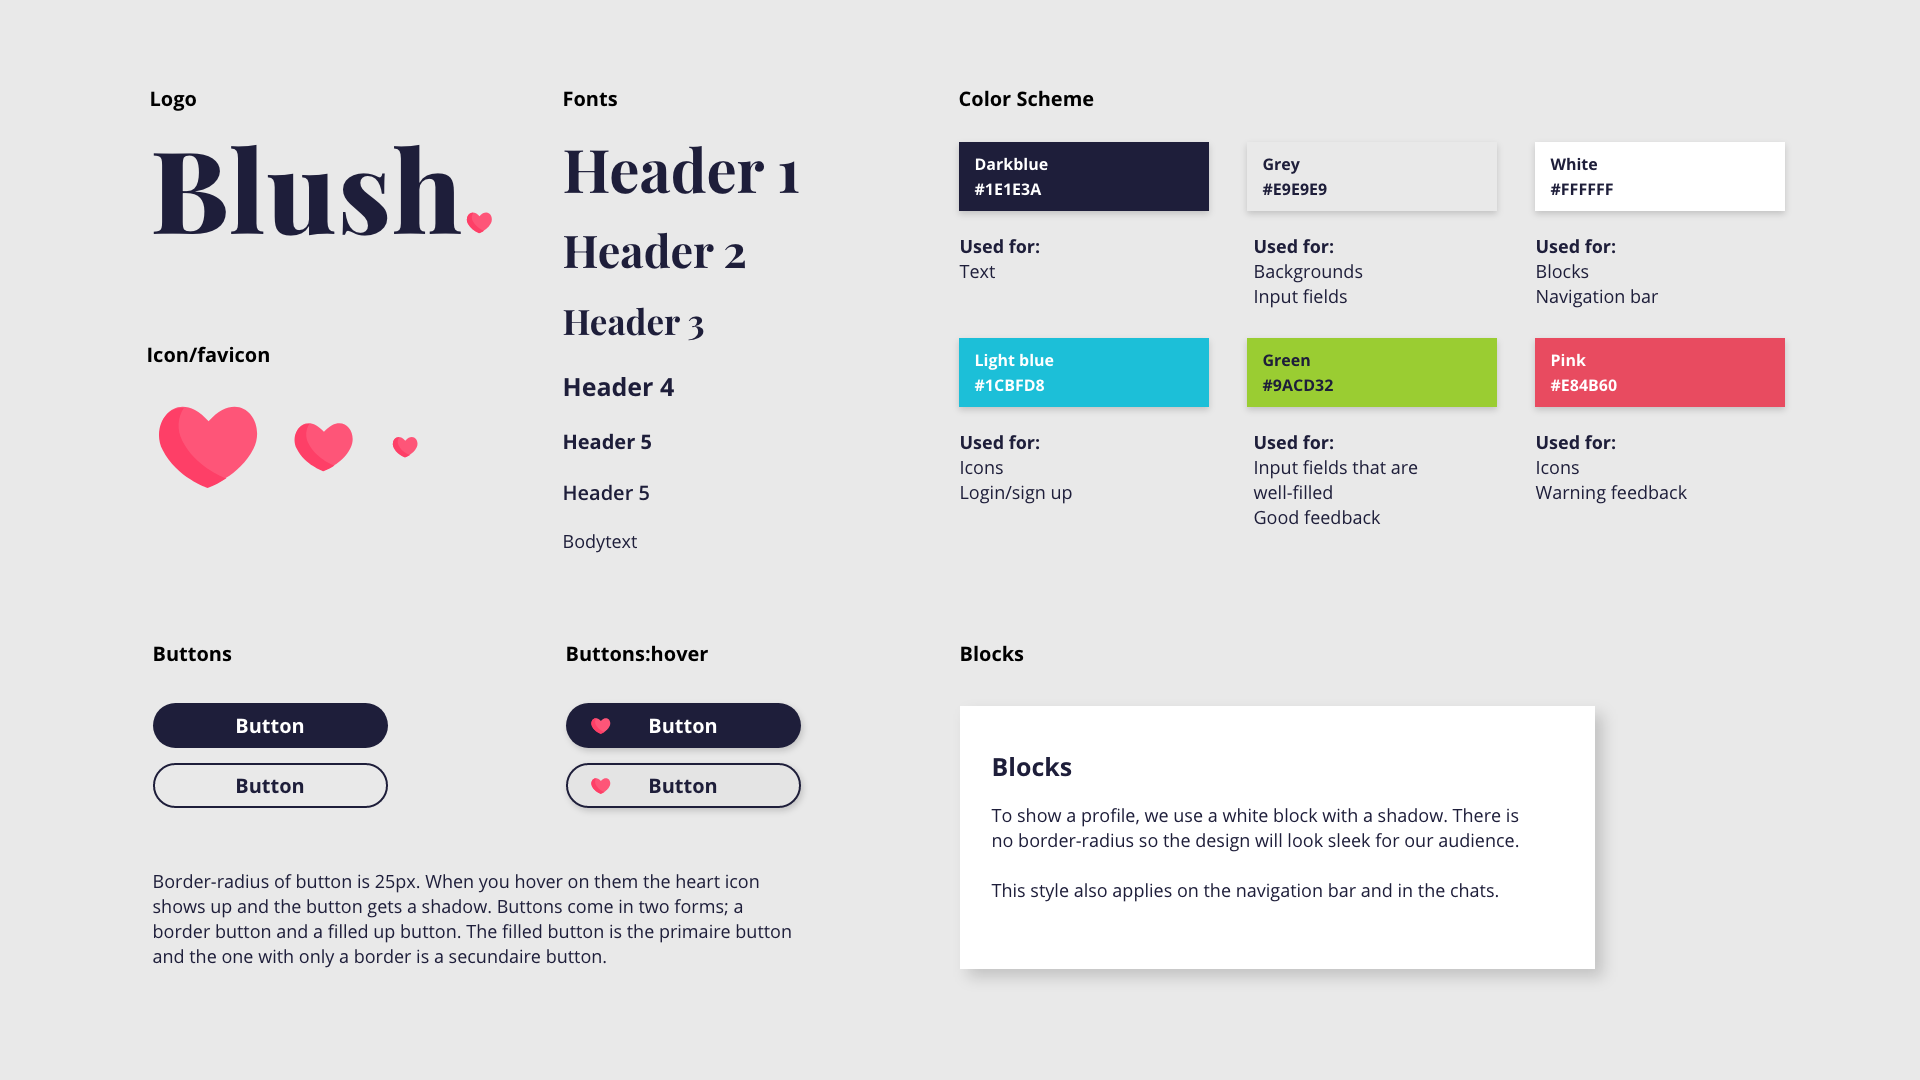 Logo
Blush
Icon/favicon
Fonts
Header 1
Header 2
Header 3
Header 4
Header 5
Header 5
Bodytext
Color Scheme
Darkblue
#1E1E3A
Used for:
Text
Grey
#E9E9E9
Used for:
Backgrounds
Input fields
White
#FFFFFF
Used for:
Blocks
Navigation bar
Light blue
#1CBFD8
Used for:
Icons
Login/sign up
Green
#9ACD32
Used for:
Input fields that are
well-filled
Good feedback
Pink
#E84B60
Used for:
Icons
Warning feedback
Buttons
Button
Button
Buttons:hover
Button
Button
Border-radius of button is 25px. When you hover on them the heart icon
shows up and the button gets a shadow. Buttons come in two forms; a
border button and a filled up button. The filled button is the primaire button
and the one with only a border is a secundaire button.
Blocks
Blocks
To show a profile, we use a white block with a shadow. There is
no border-radius so the design will look sleek for our audience.
This style also applies on the navigation bar and in the chats.